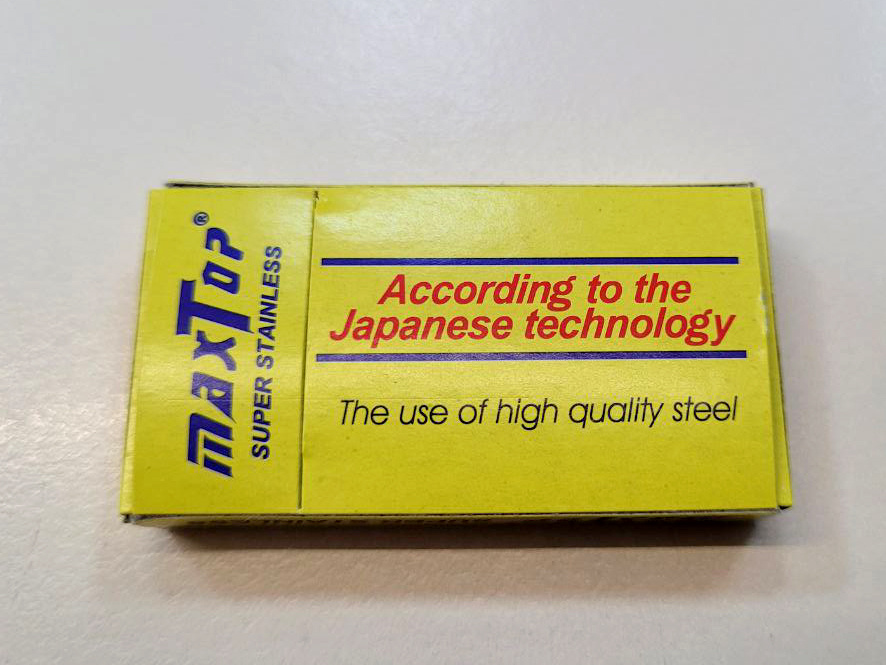 maxTop®
SUPER STAINLESS
According to the
Japanese technology
The use of high quality steel